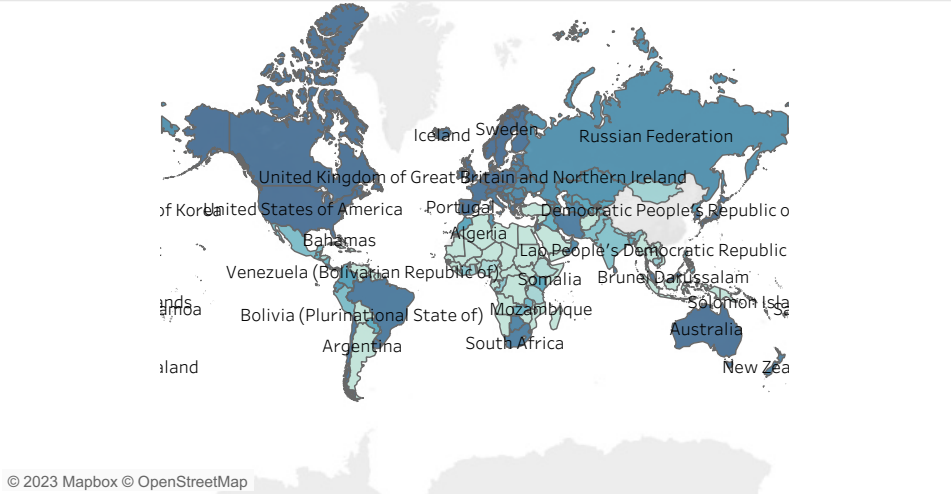 Iceland
Sweden
Russian Federation
United Kingdom of Great Britain and Northern Ireland
of Korea
United States of America
Portugal
Democratic People's Republic o
Bahamas
Algeria
Lao People's Democratic Republic
Venezuela (Bolivarian Republic of)
Somalia
Brunei Darussalam
nds
amoa
Bolivia (Plurinational State of)
Mozambique
Solomon Isla
Sa
Argentina
South Africa
Australia
aland
New Zea
© 2023 Mapbox © OpenStreetMap